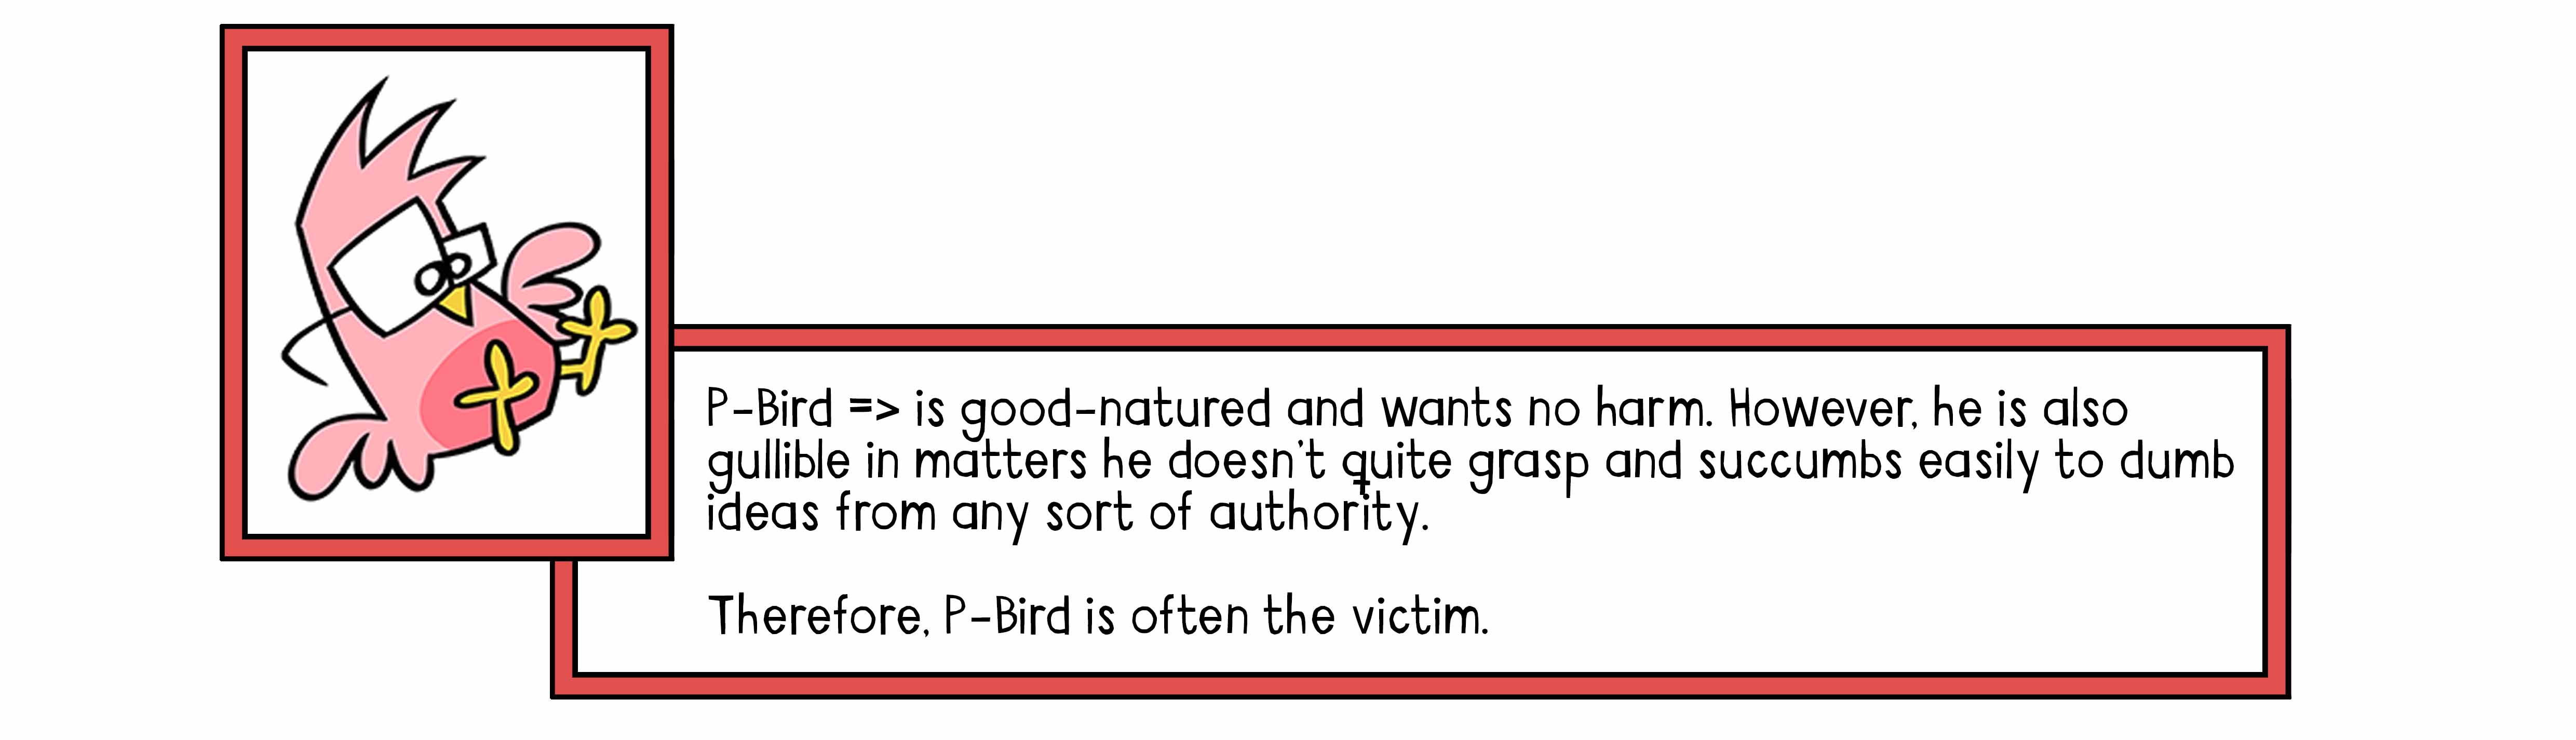 P-Bird => is good-natured and wants no harm. However, he is also
gullible in matters he doesn't quite grasp and succumbs easily to dumb
ideas from any sort of authority.
Therefore, P-Bird is often the victim.